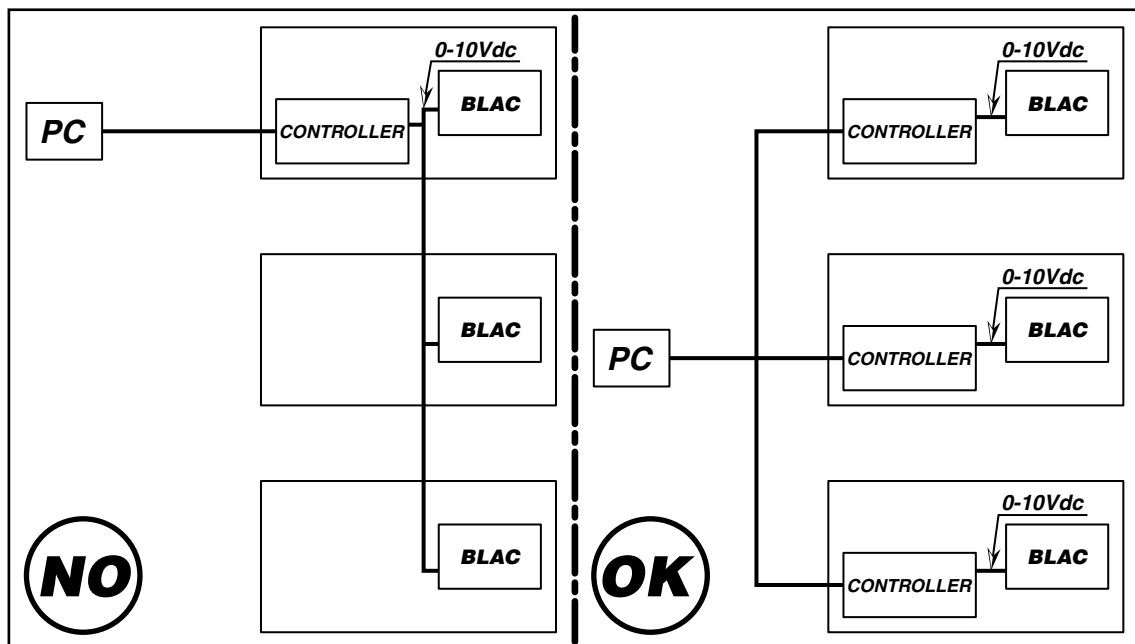 0-10Vdc
BLAC
PC
CONTROLLER
BLAC
BLAC
NO
0-10Vdc
BLAC
CONTROLLER
0-10Vdc
BLAC
PC
CONTROLLER
0-10Vdc
BLAC
CONTROLLER
OK